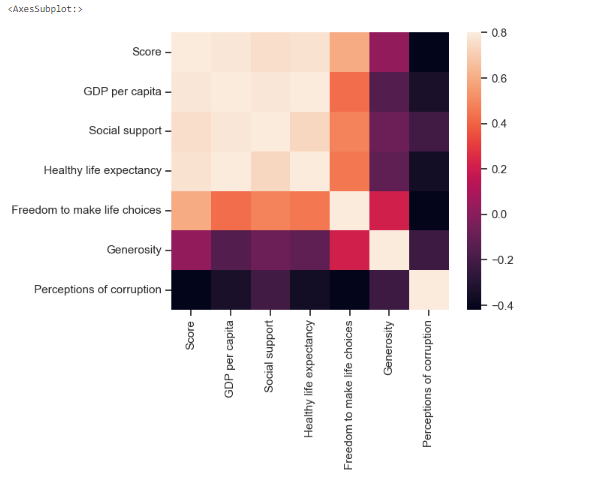 <AxesSubplot:>
Score
GDP per capita
Social support
Healthy life expectancy
Freedom to make life choices
Generosity
Perceptions of corruption
Score
GDP per capita
Social support
Healthy life expectancy
Freedom to make life choices
Generosity
Perceptions of corruption
0.8
0.6
0.4
0.2
0.0
−0.2
−0.4